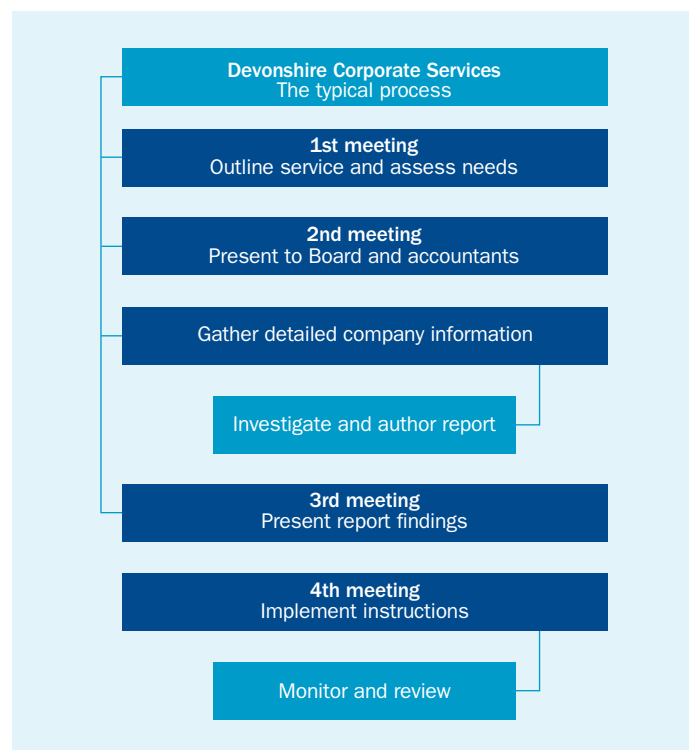 Devonshire Corporate Services
The typical process
1st meeting
Outline service and assess needs
2nd meeting
Present to Board and accountants
Gather detailed company information
Investigate and author report
3rd meeting
Present report findings
4th meeting
Implement instructions
Monitor and review